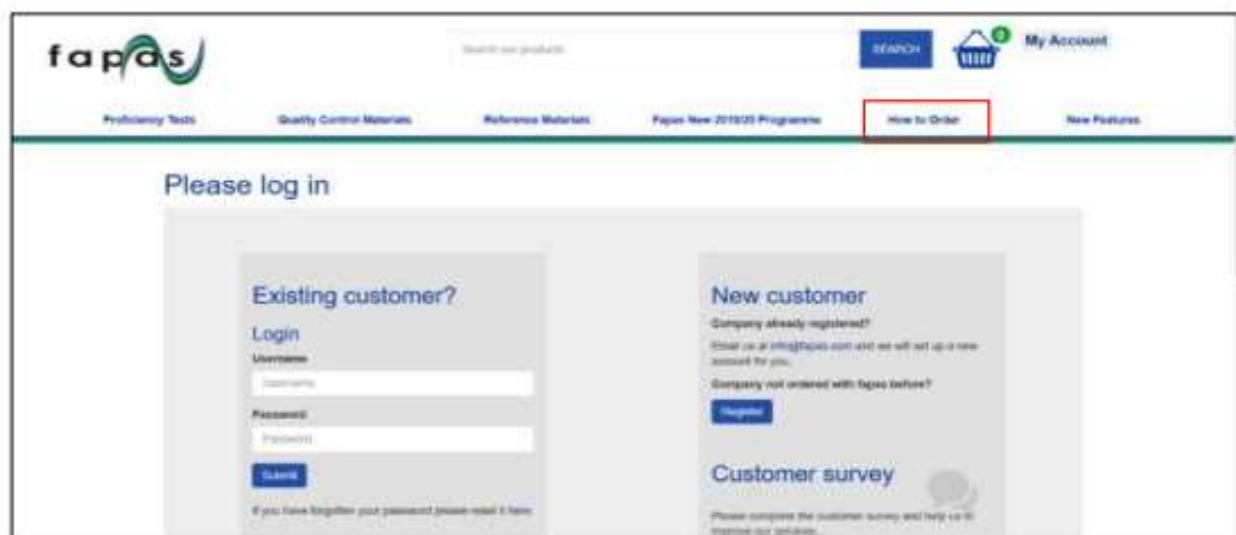 fapas
Search our products
SEARCH
0
My Account
Proficiency Tests
Quality Control Materials
Reference Materials
Fapas New 2019/20 Programme
How to Order
New Features
Please log in
Existing customer?
Login
Username
Username
Password
Password
Submit
If you have forgotten your password please reset it here
New customer
Company already registered?
Email us at info@fapas.com and we will set up a new
account for you.
Company not ordered with fapas before?
Register
Customer survey
Please complete the customer survey and help us to
improve our services...